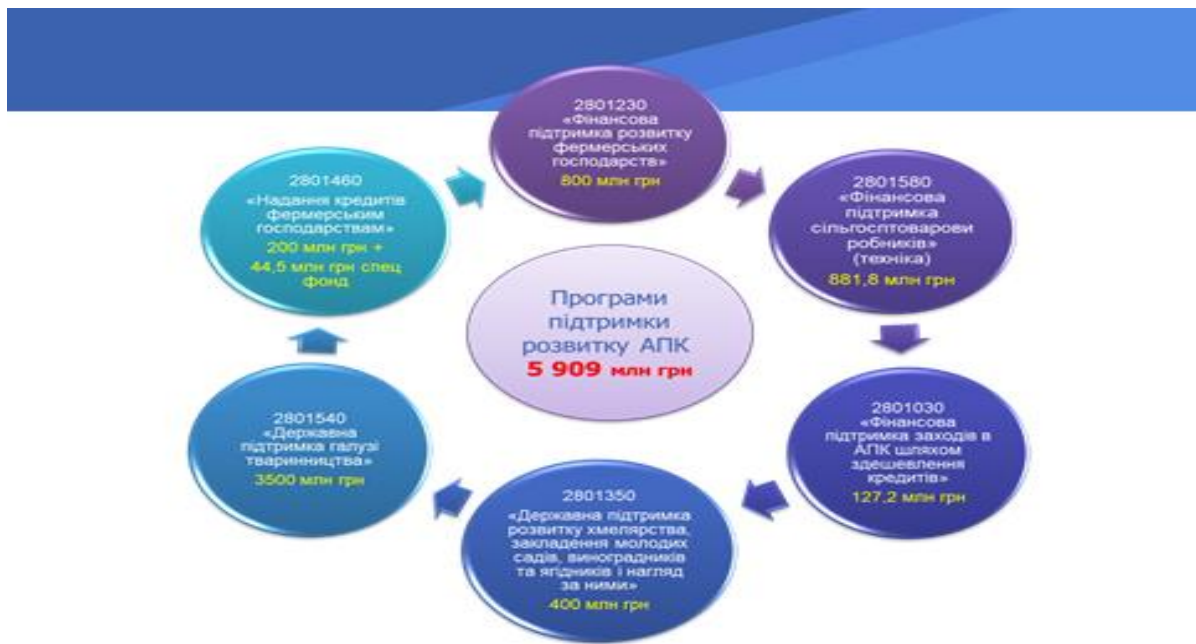 2801230
«Фінансова
підтримка розвитку
фермерських
господарств»
800 млн грн
2801580
«Фінансова
підтримка
сільгосптоварови
робників»
(техніка)
881,8 млн грн
2801030
«Фінансова
підтримка заходів в
АПК шляхом
здешевлення
кредитів»
127,2 млн грн
2801350
«Державна підтримка
розвитку хмелярства,
закладення молодих
садів, виноградників
та ягідників і нагляд
за ними»
400 млн грн
2801540
«Державна
підтримка галузі
тваринництва»
3500 млн грн
2801460
«Надання кредитів
фермерським
господарствам»
200 млн грн +
44,5 млн грн спец
фонд
Програми
підтримки
розвитку АПК
5 909 млн грн